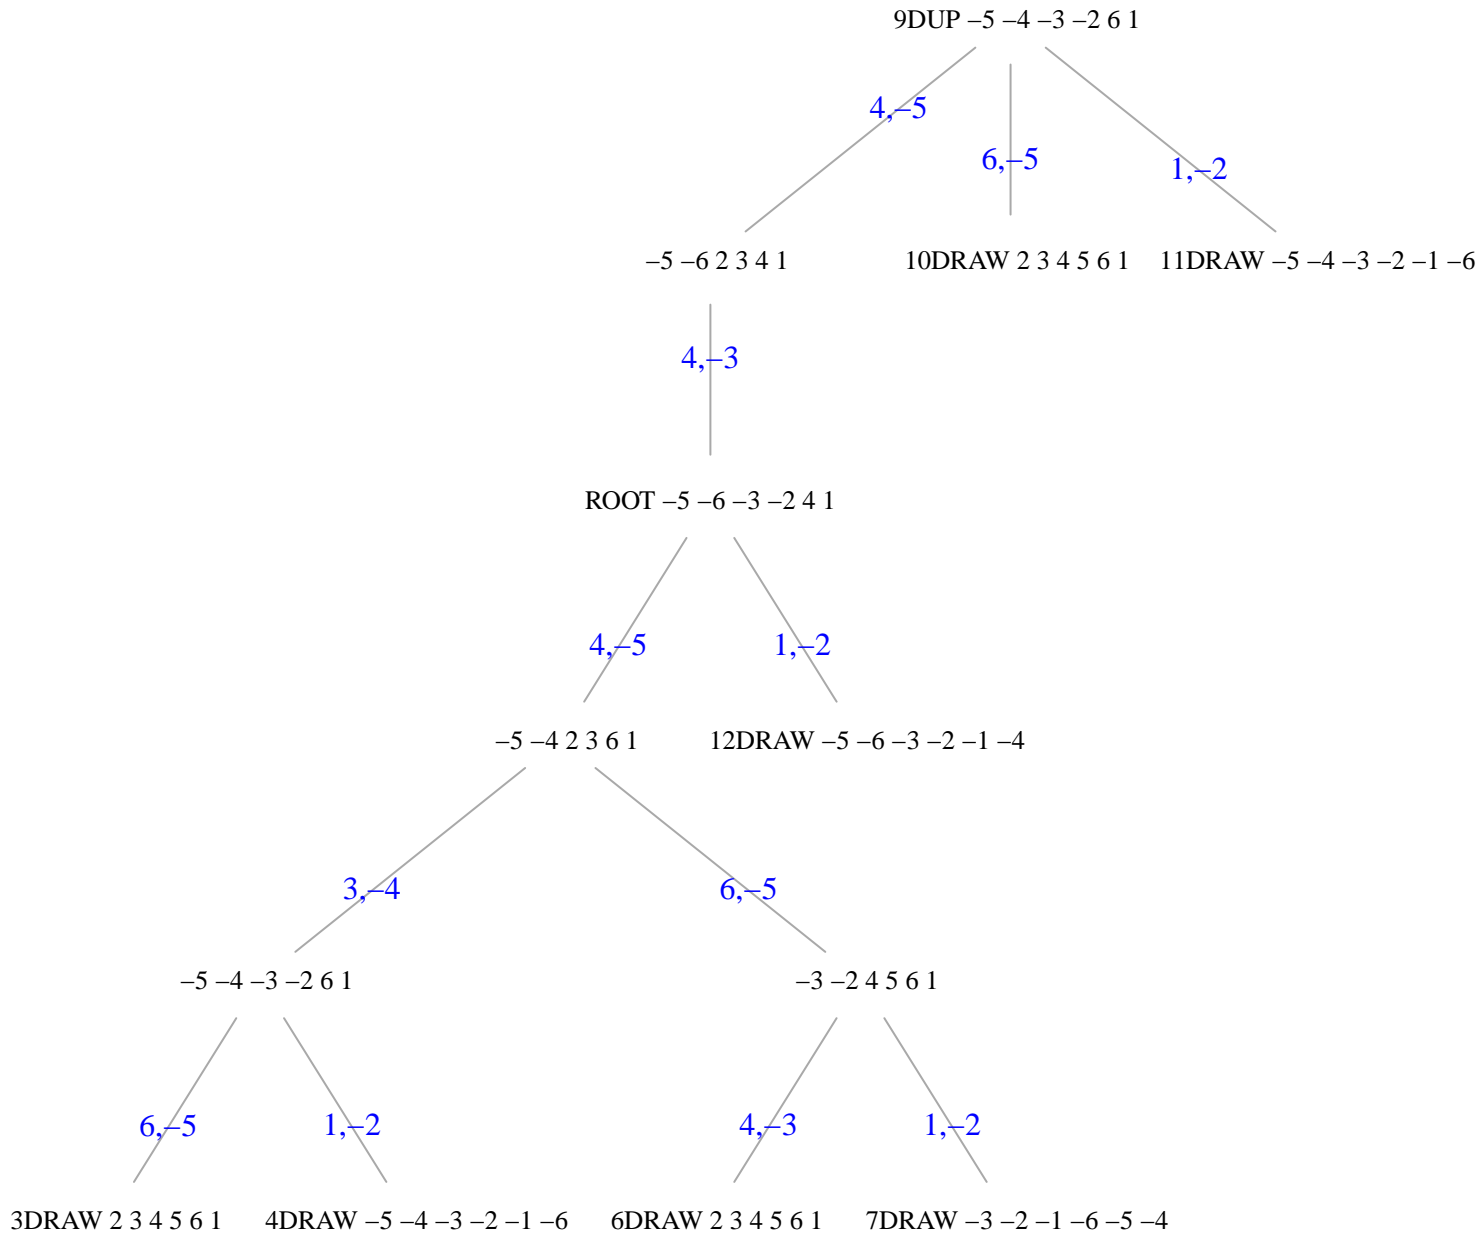 9DUP –5 –4 –3 –2 6 1
4,–5
6,–5
1,–2
–5 –6 2 3 4 1
10DRAW 2 3 4 5 6 1
11DRAW –5 –4 –3 –2 –1 –6
4,–3
ROOT –5 –6 –3 –2 4 1
4,–5
1,–2
–5 –4 2 3 6 1
12DRAW –5 –6 –3 –2 –1 –4
3,–4
6,–5
–5 –4 –3 –2 6 1
–3 –2 4 5 6 1
6,–5
1,–2
4,–3
1,–2
3DRAW 2 3 4 5 6 1
4DRAW –5 –4 –3 –2 –1 –6
6DRAW 2 3 4 5 6 1
7DRAW –3 –2 –1 –6 –5 –4